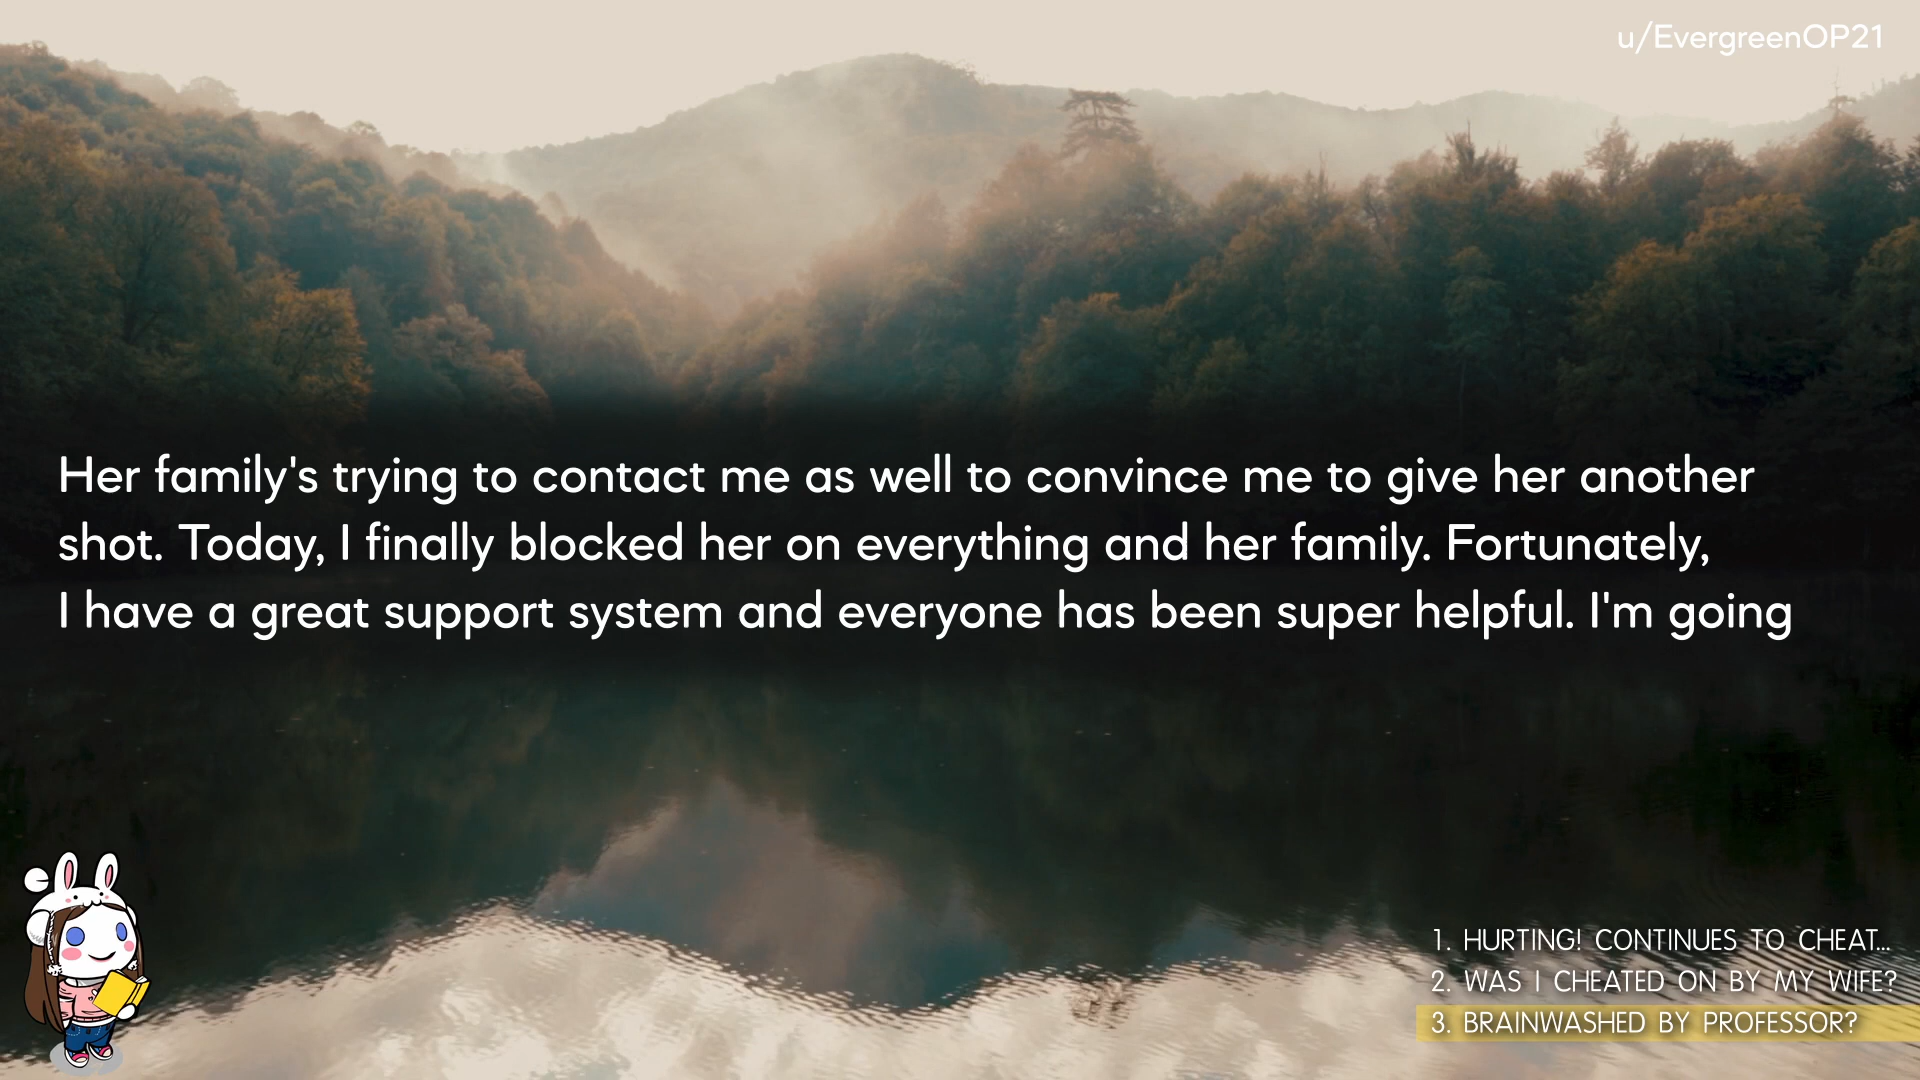 u/EvergreenOP21
Her family's trying to contact me as well to convince me to give her another
shot. Today, I finally blocked her on everything and her family. Fortunately,
I have a great support system and everyone has been super helpful. I'm going
1. HURTING! CONTINUES TO CHEAT...
2. WAS I CHEATED ON BY MY WIFE?
3. BRAINWASHED BY PROFESSOR?